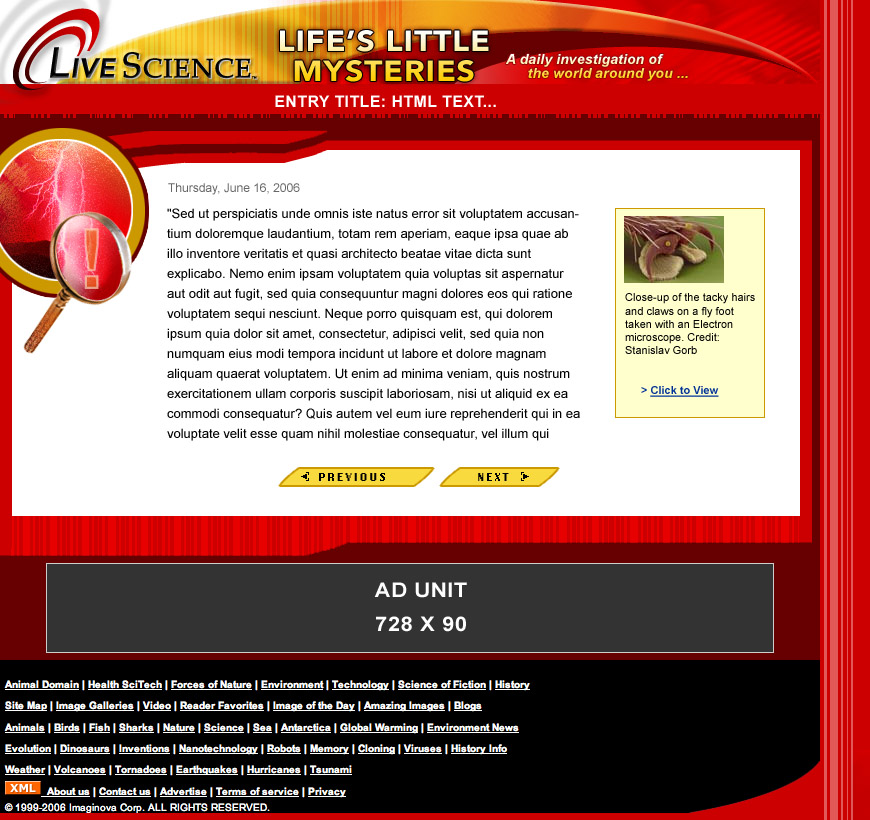 LIVESCIENCE™
LIFE'S LITTLE
MYSTERIES
A daily investigation of
the world around you ...
ENTRY TITLE: HTML TEXT...
Thursday, June 16, 2006
"Sed ut perspiciatis unde omnis iste natus error sit voluptatem accusan-
tium doloremque laudantium, totam rem aperiam, eaque ipsa quae ab
illo inventore veritatis et quasi architecto beatae vitae dicta sunt
explicabo. Nemo enim ipsam voluptatem quia voluptas sit aspernatur
aut odit aut fugit, sed quia consequuntur magni dolores eos qui ratione
voluptatem sequi nesciunt. Neque porro quisquam est, qui dolorem
ipsum quia dolor sit amet, consectetur, adipisci velit, sed quia non
numquam eius modi tempora incidunt ut labore et dolore magnam
aliquam quaerat voluptatem. Ut enim ad minima veniam, quis nostrum
exercitationem ullam corporis suscipit laboriosam, nisi ut aliquid ex ea
commodi consequatur? Quis autem vel eum iure reprehenderit qui in ea
voluptate velit esse quam nihil molestiae consequatur, vel illum qui
Close-up of the tacky hairs
and claws on a fly foot
taken with an Electron
microscope. Credit:
Stanislav Gorb
> Click to View
!
PREVIOUS
NEXT
AD UNIT
728 X 90
Animal Domain | Health SciTech | Forces of Nature | Environment | Technology | Science of Fiction | History
Site Map | Image Galleries | Video | Reader Favorites | Image of the Day | Amazing Images | Blogs
Animals | Birds | Fish | Sharks | Nature | Science | Sea | Antarctica | Global Warming | Environment News
Evolution | Dinosaurs | Inventions | Nanotechnology | Robots | Memory | Cloning | Viruses | History Info
Weather | Volcanoes | Tornadoes | Earthquakes | Hurricanes | Tsunami
XML About us | Contact us | Advertise | Terms of service | Privacy
© 1999-2006 Imaginova Corp. ALL RIGHTS RESERVED.